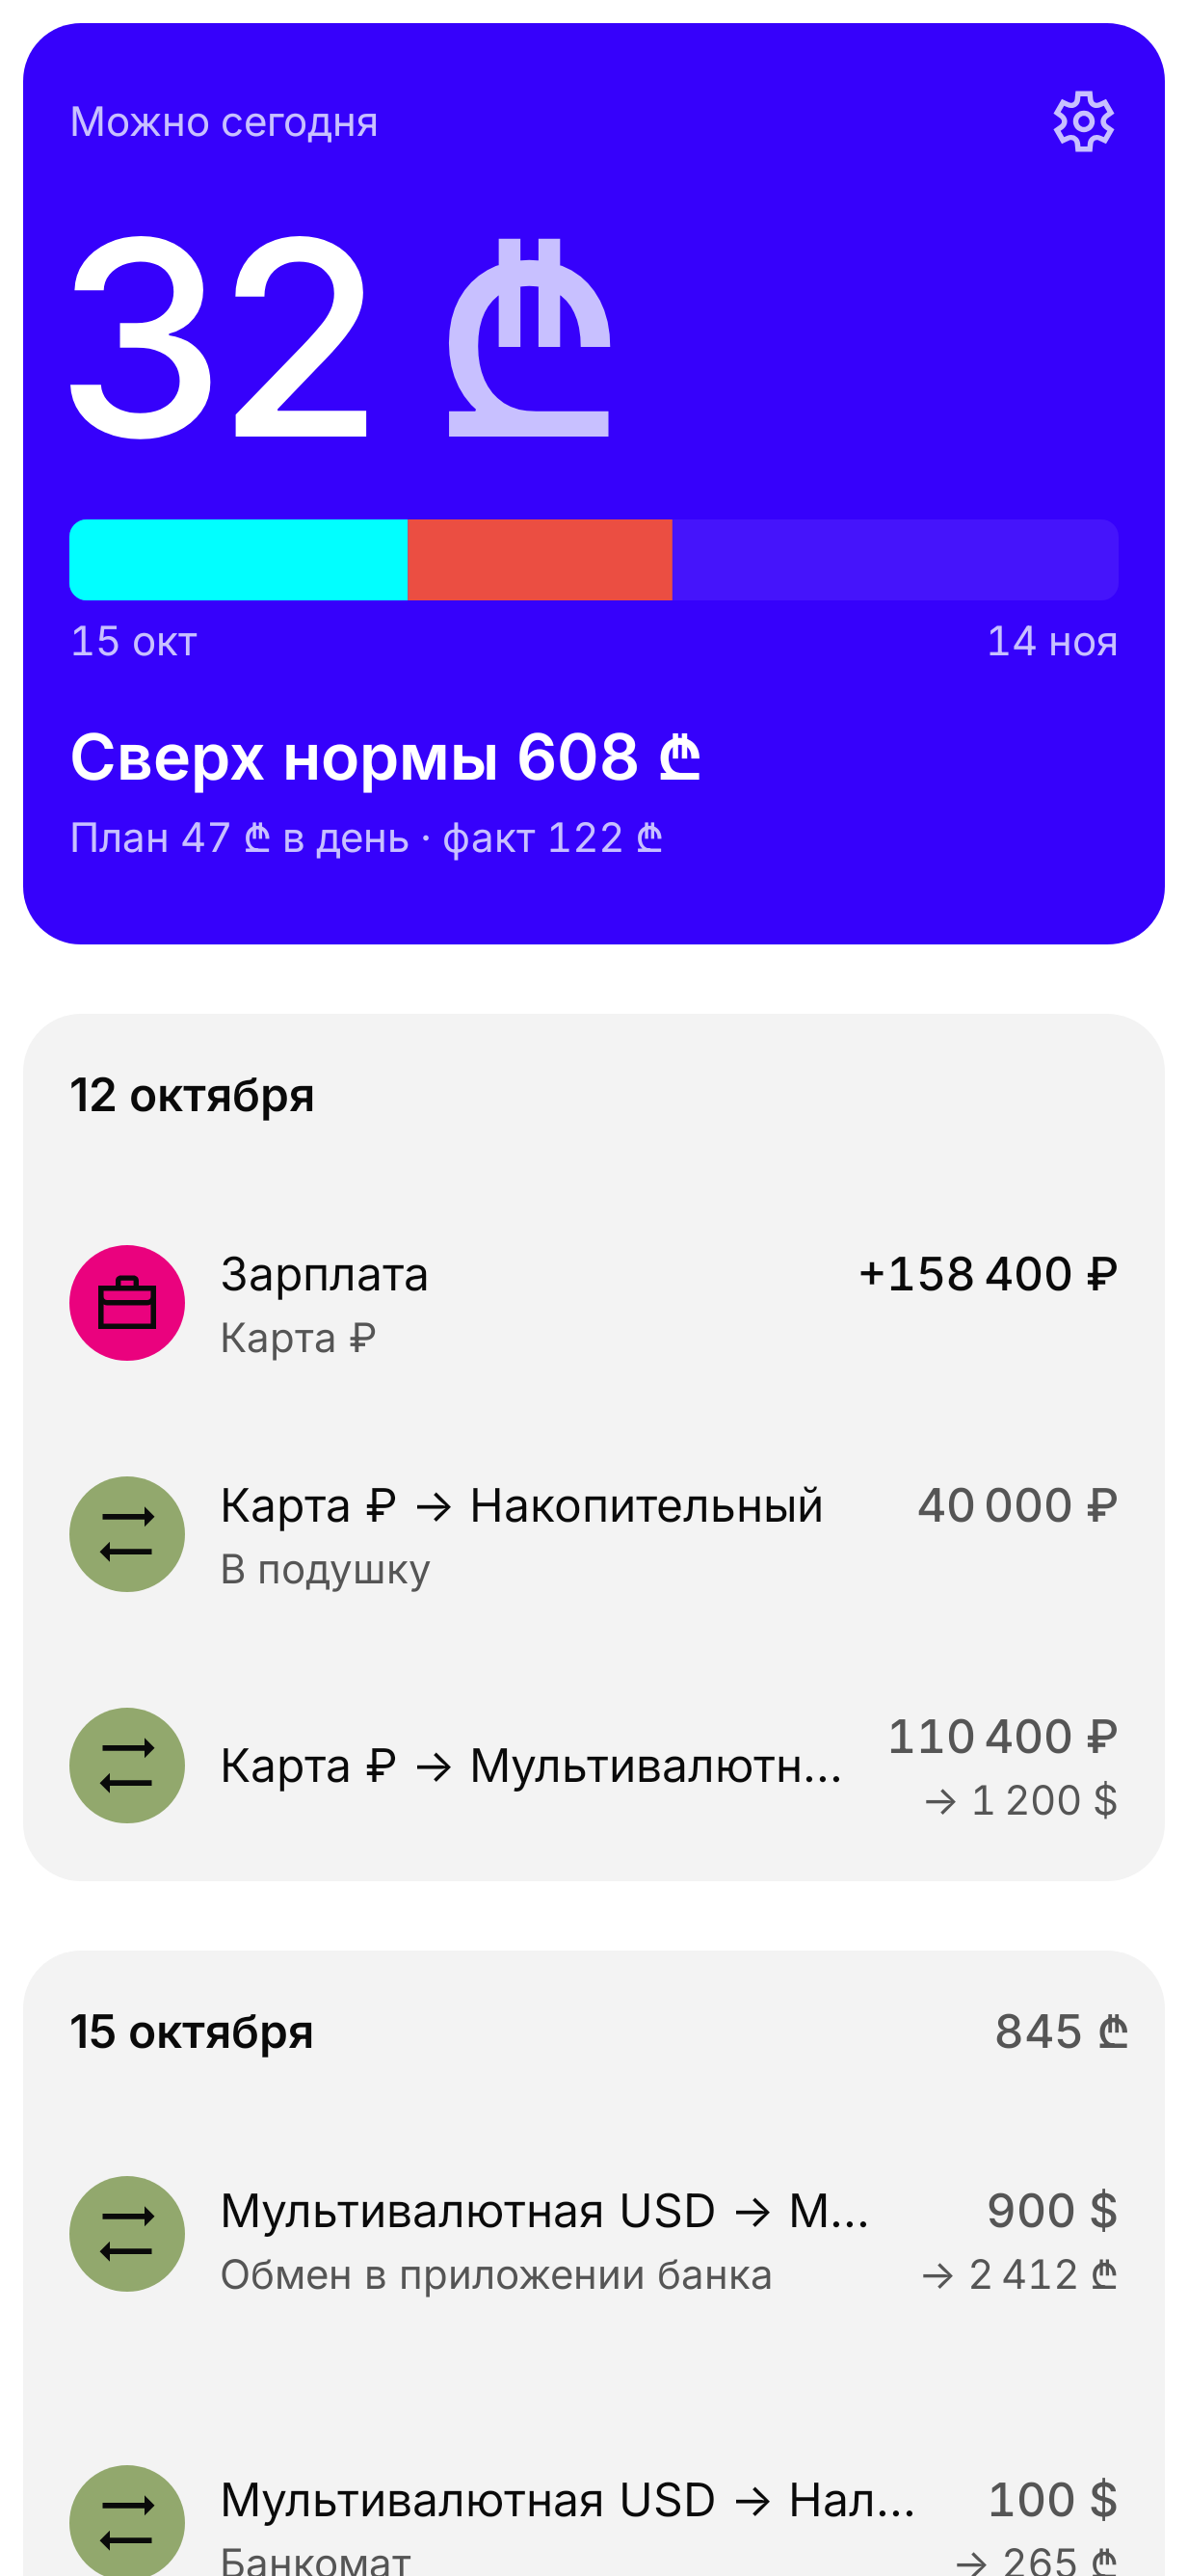 Можно сегодня
32 ₾
15 окт 14 ноя
Сверх нормы 608 ₾
План 47 ₾ в день · факт 122 ₾
12 октября
Зарплата +158 400 ₽
Карта ₽
Карта ₽ → Накопительный 40 000 ₽
В подушку
Карта ₽ → Мультивалютн... 110 400 ₽
→ 1 200 $
15 октября 845 ₾
Мультивалютная USD → М... 900 $
Обмен в приложении банка → 2 412 ₾
Мультивалютная USD → Нал... 100 $
Банкомат → 265 ₾